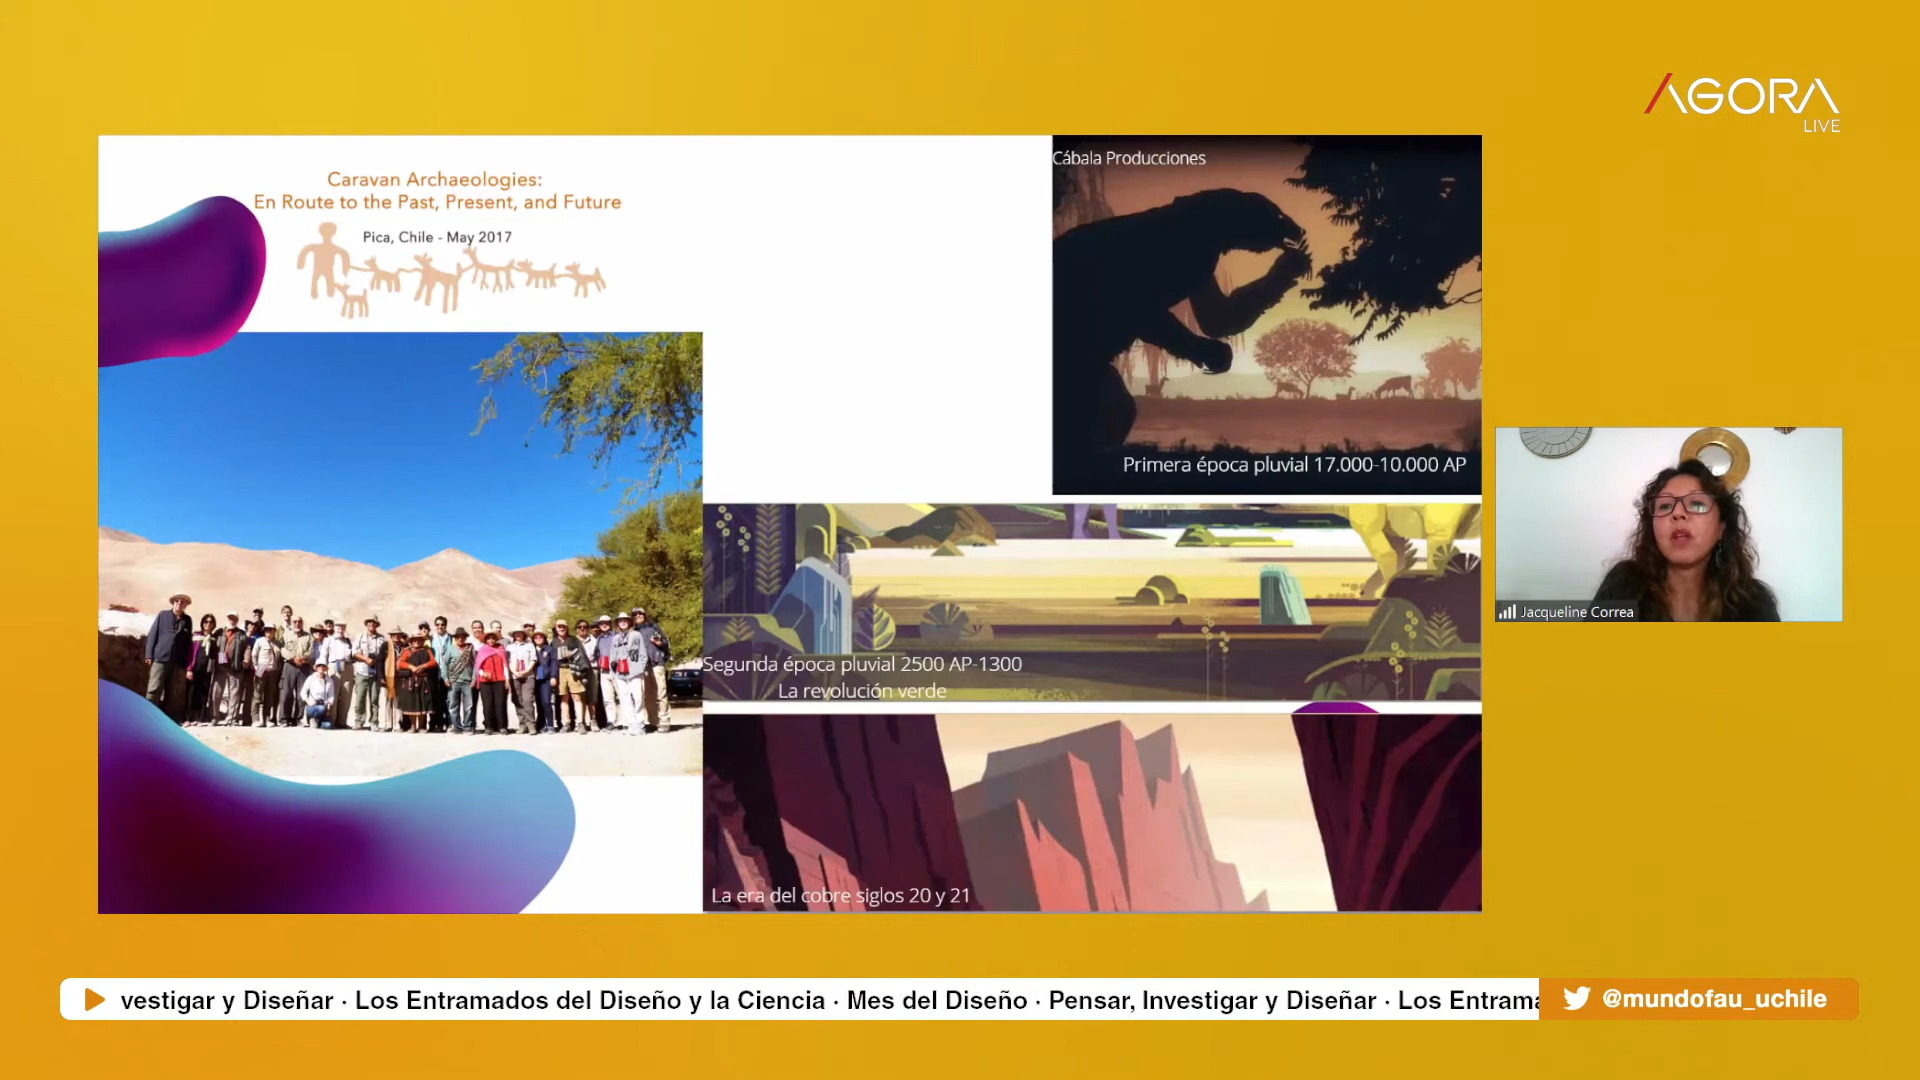 AGORA
LIVE
Caravan Archaeologies:
En Route to the Past, Present, and Future
Pica, Chile - May 2017
Cábala Producciones
Primera época pluvial 17.000-10.000 AP
Segunda época pluvial 2500 AP-1300
La revolución verde
La era del cobre siglos 20 y 21
Jacqueline Correa
vestigar y Diseñar · Los Entramados del Diseño y la Ciencia · Mes del Diseño · Pensar, Investigar y Diseñar · Los Entrama
@mundofau_uchile